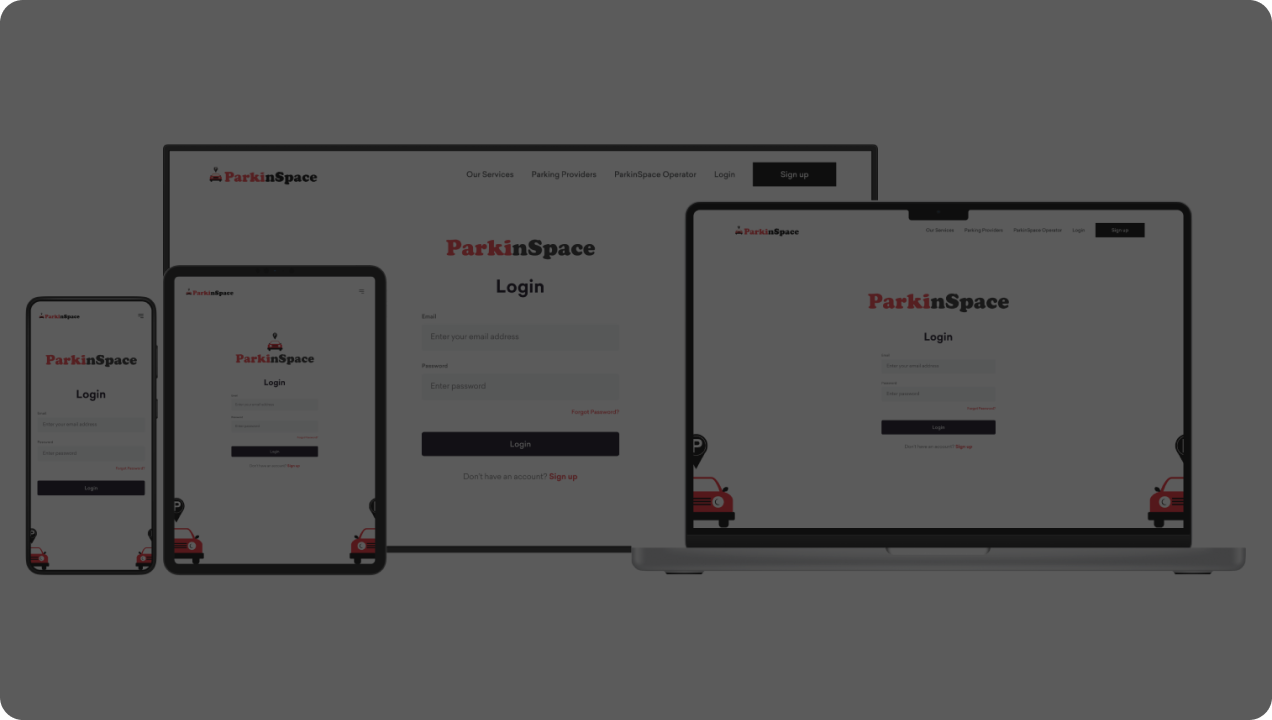 ParkinSpace
Our Services Parking Providers ParkinSpace Operator Login Sign up
ParkinSpace
Login
Email
Enter your email address
Password
Enter password
Forgot Password?
Login
Don't have an account? Sign up
ParkinSpace
Our Services Parking Providers ParkinSpace Operator Login Sign up
ParkinSpace
Login
Email
Enter your email address
Password
Enter password
Forgot Password?
Login
Don't have an account? Sign up
P
ParkinSpace
ParkinSpace
Login
Email
Enter your email address
Password
Enter password
Login
Don't have an account? Sign up
P
ParkinSpace
ParkinSpace
Login
Email
Enter your email address
Password
Enter password
Forgot Password?
Login